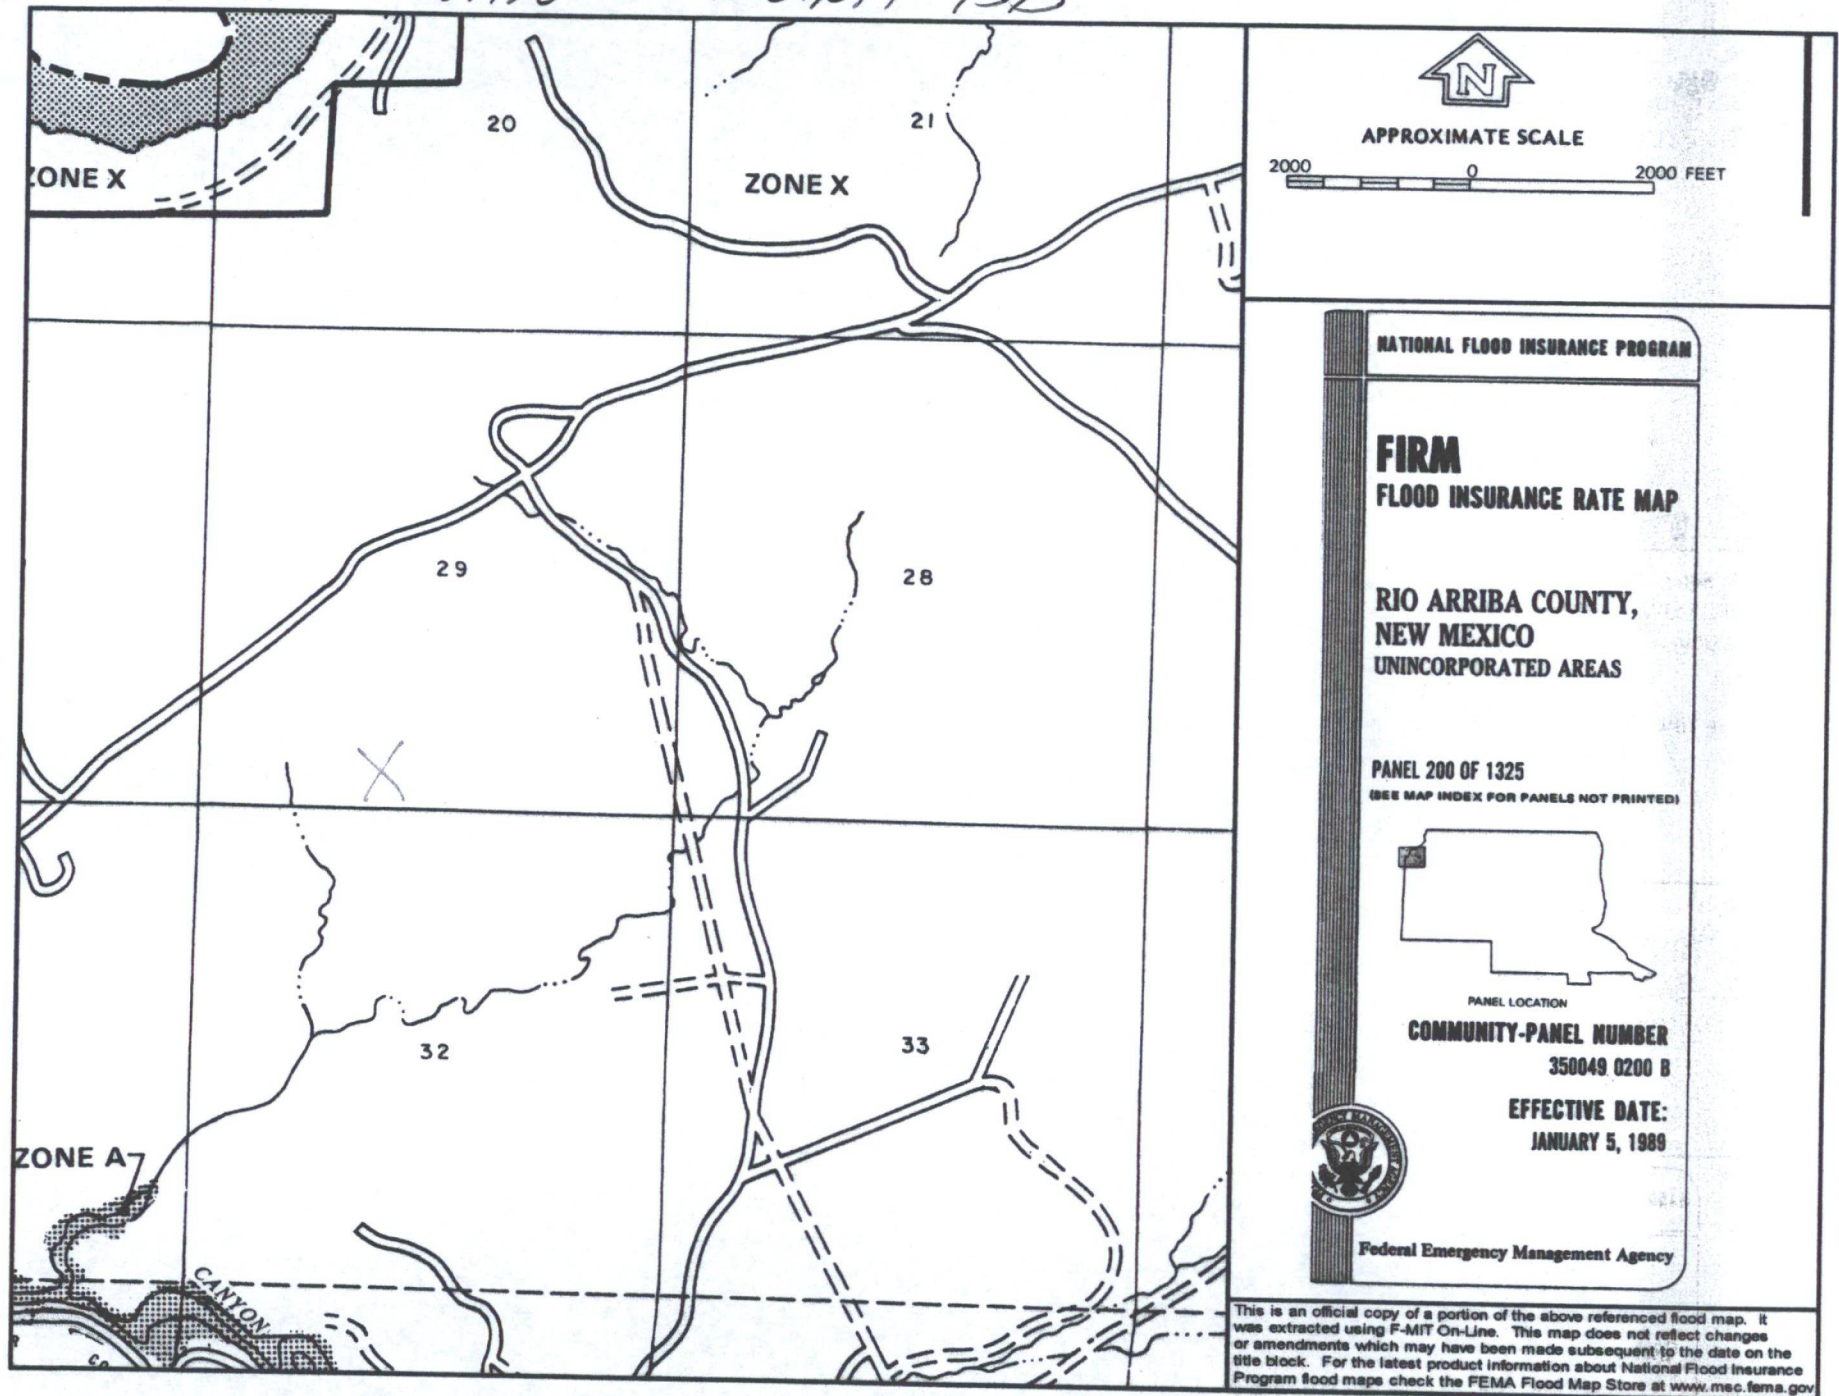 20
21
ZONE X
ZONE X
29
28
32
33
ZONE A
CANYON
N
APPROXIMATE SCALE
2000 0 2000 FEET
NATIONAL FLOOD INSURANCE PROGRAM
FIRM
FLOOD INSURANCE RATE MAP
RIO ARRIBA COUNTY,
NEW MEXICO
UNINCORPORATED AREAS
PANEL 200 OF 1325
(SEE MAP INDEX FOR PANELS NOT PRINTED)
PANEL LOCATION
COMMUNITY-PANEL NUMBER
350049 0200 B
EFFECTIVE DATE:
JANUARY 5, 1989
Federal Emergency Management Agency
This is an official copy of a portion of the above referenced flood map. It
was extracted using F-MIT On-Line. This map does not reflect changes
or amendments which may have been made subsequent to the date on the
title block. For the latest product information about National Flood Insurance
Program flood maps check the FEMA Flood Map Store at www.msc.fema.gov